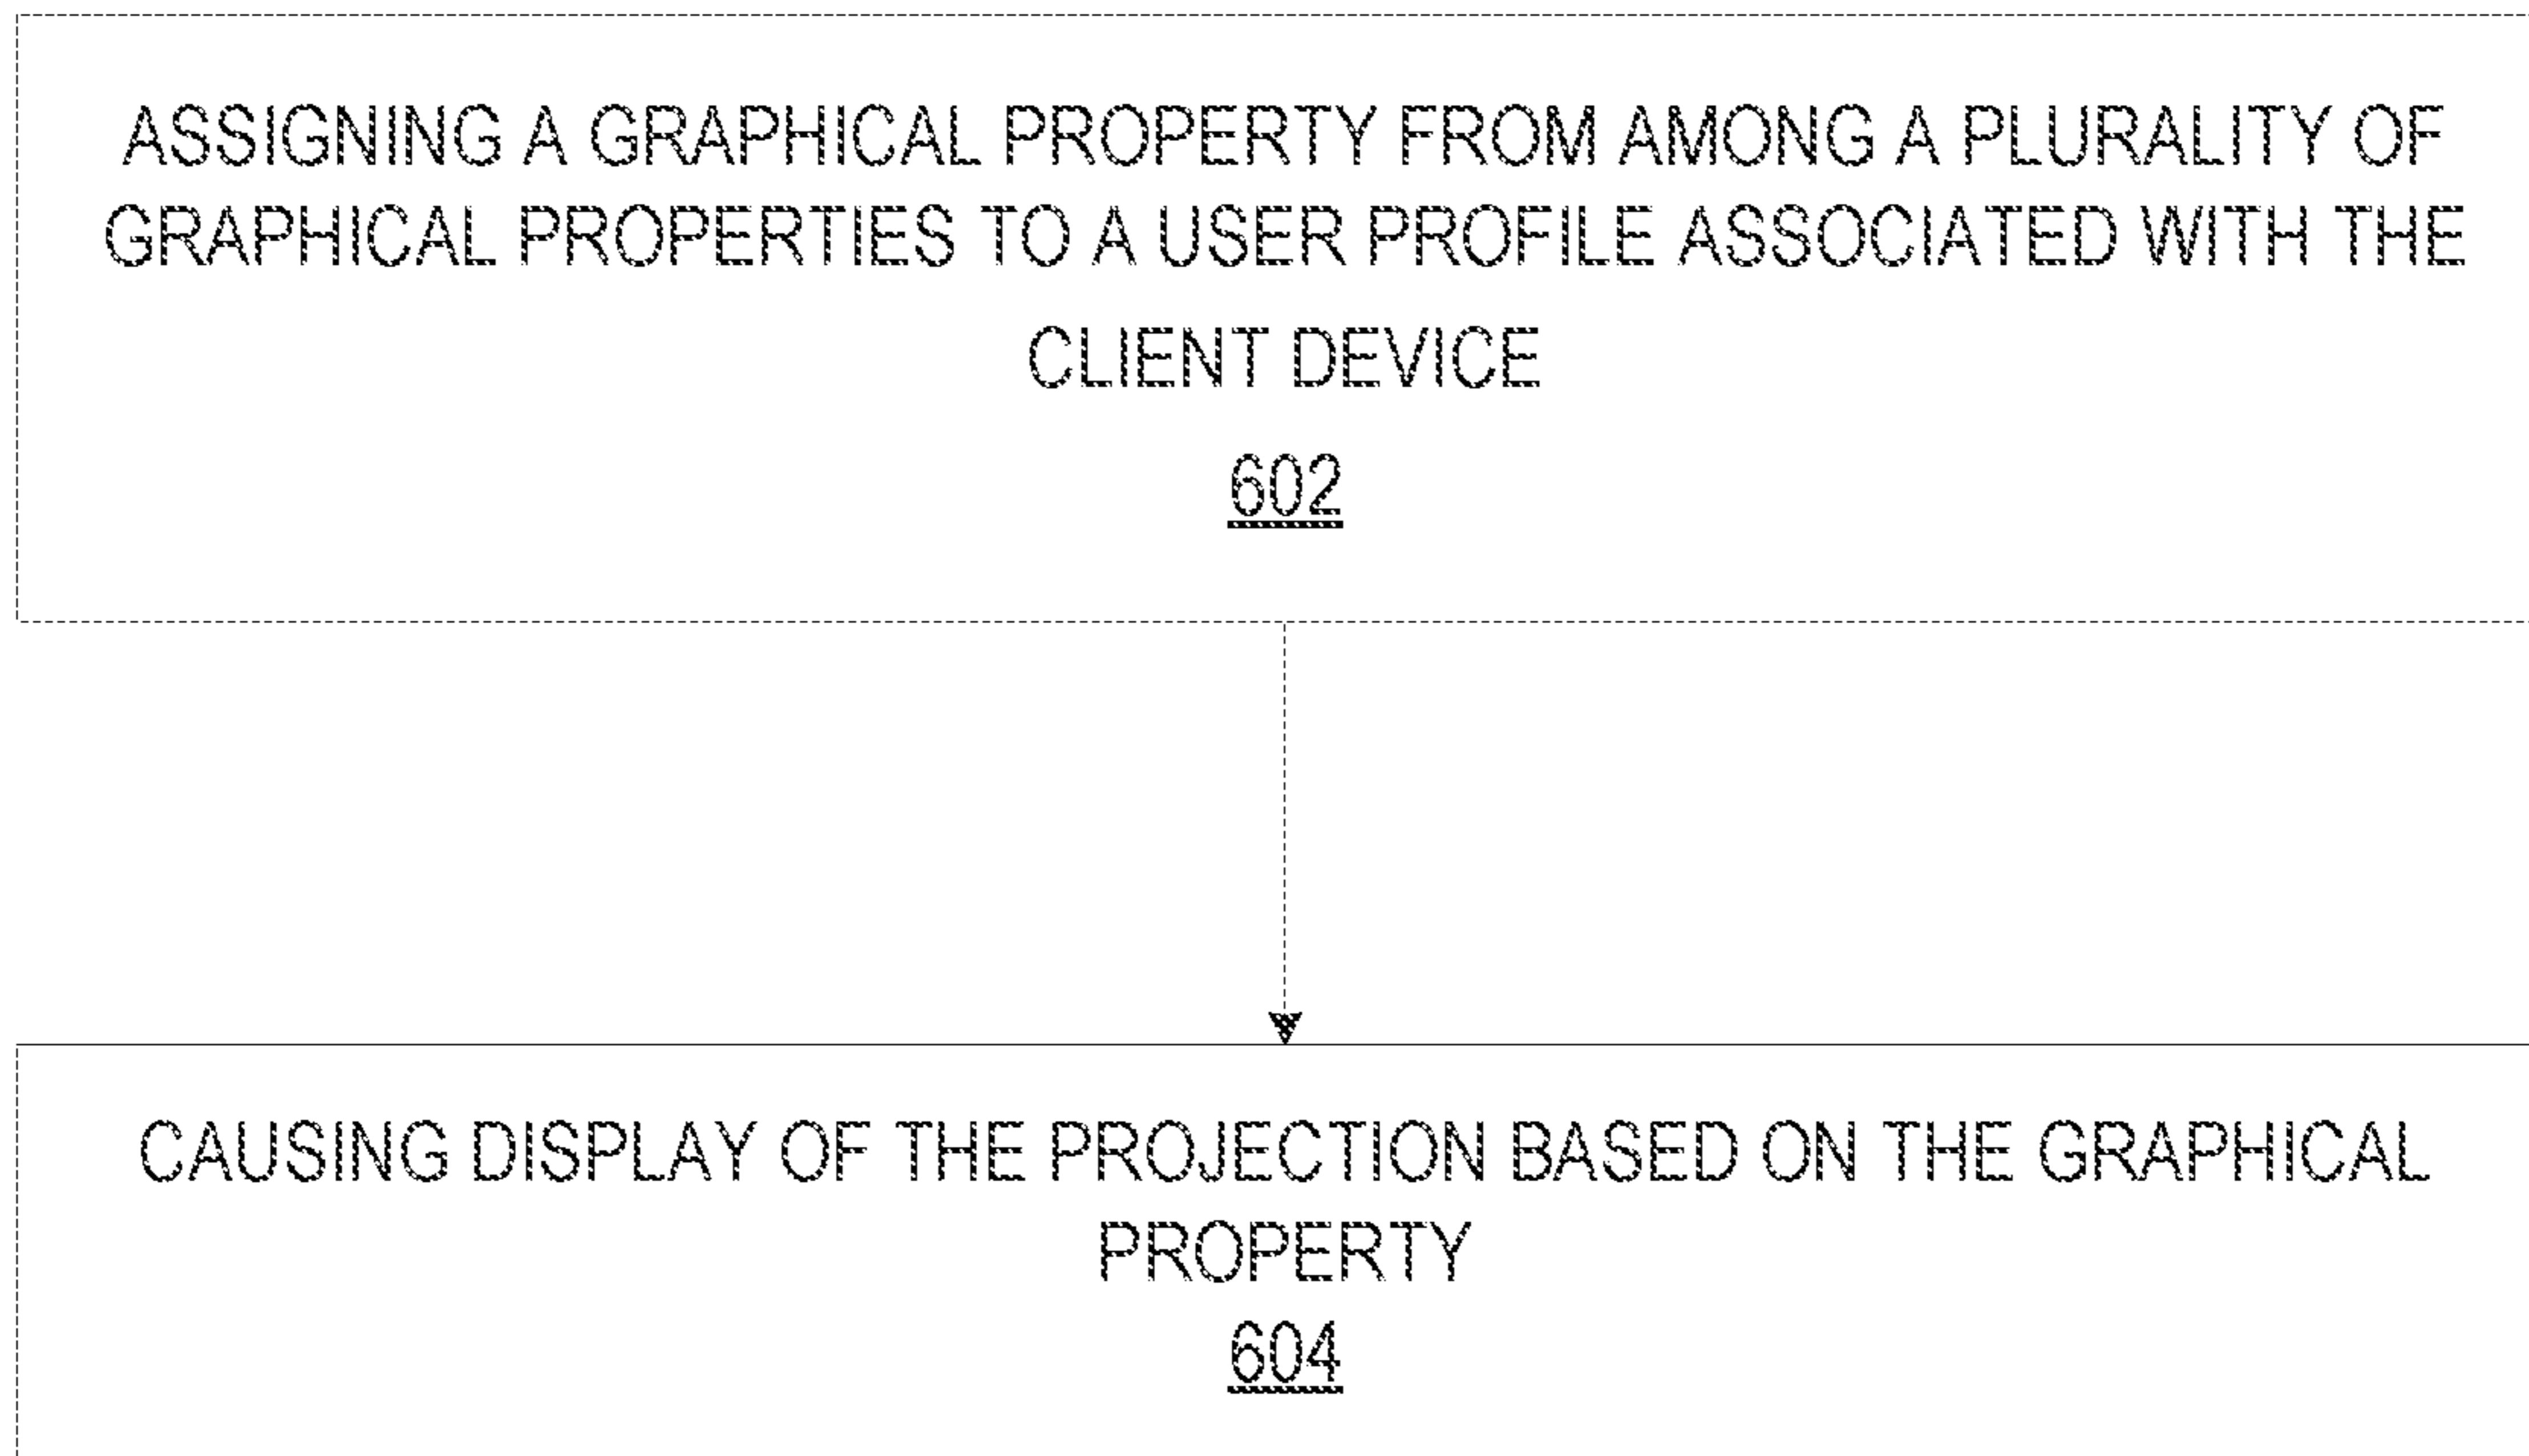 ASSIGNING A GRAPHICAL PROPERTY FROM AMONG A PLURALITY OF
GRAPHICAL PROPERTIES TO A USER PROFILE ASSOCIATED WITH THE
CLIENT DEVICE
602
CAUSING DISPLAY OF THE PROJECTION BASED ON THE GRAPHICAL
PROPERTY
604